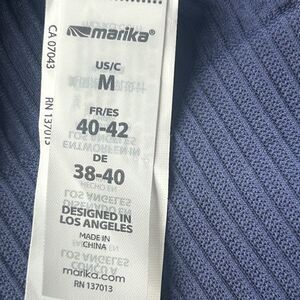 marika®
US/C
M
FR/ES
40-42
DE
38-40
DESIGNED IN
LOS ANGELES
MADE IN
CHINA
marika.com
RN 137013
CA 07043
RN 137013